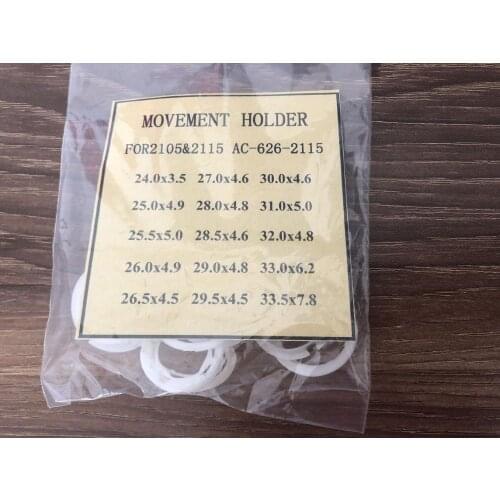 MOVEMENT HOLDER
FOR2105&2115 AC-626-2115
24.0x3.5 27.0x4.6 30.0x4.6
25.0x4.9 28.0x4.8 31.0x5.0
25.5x5.0 28.5x4.6 32.0x4.8
26.0x4.9 29.0x4.8 33.0x6.2
26.5x4.5 29.5x4.5 33.5x7.8